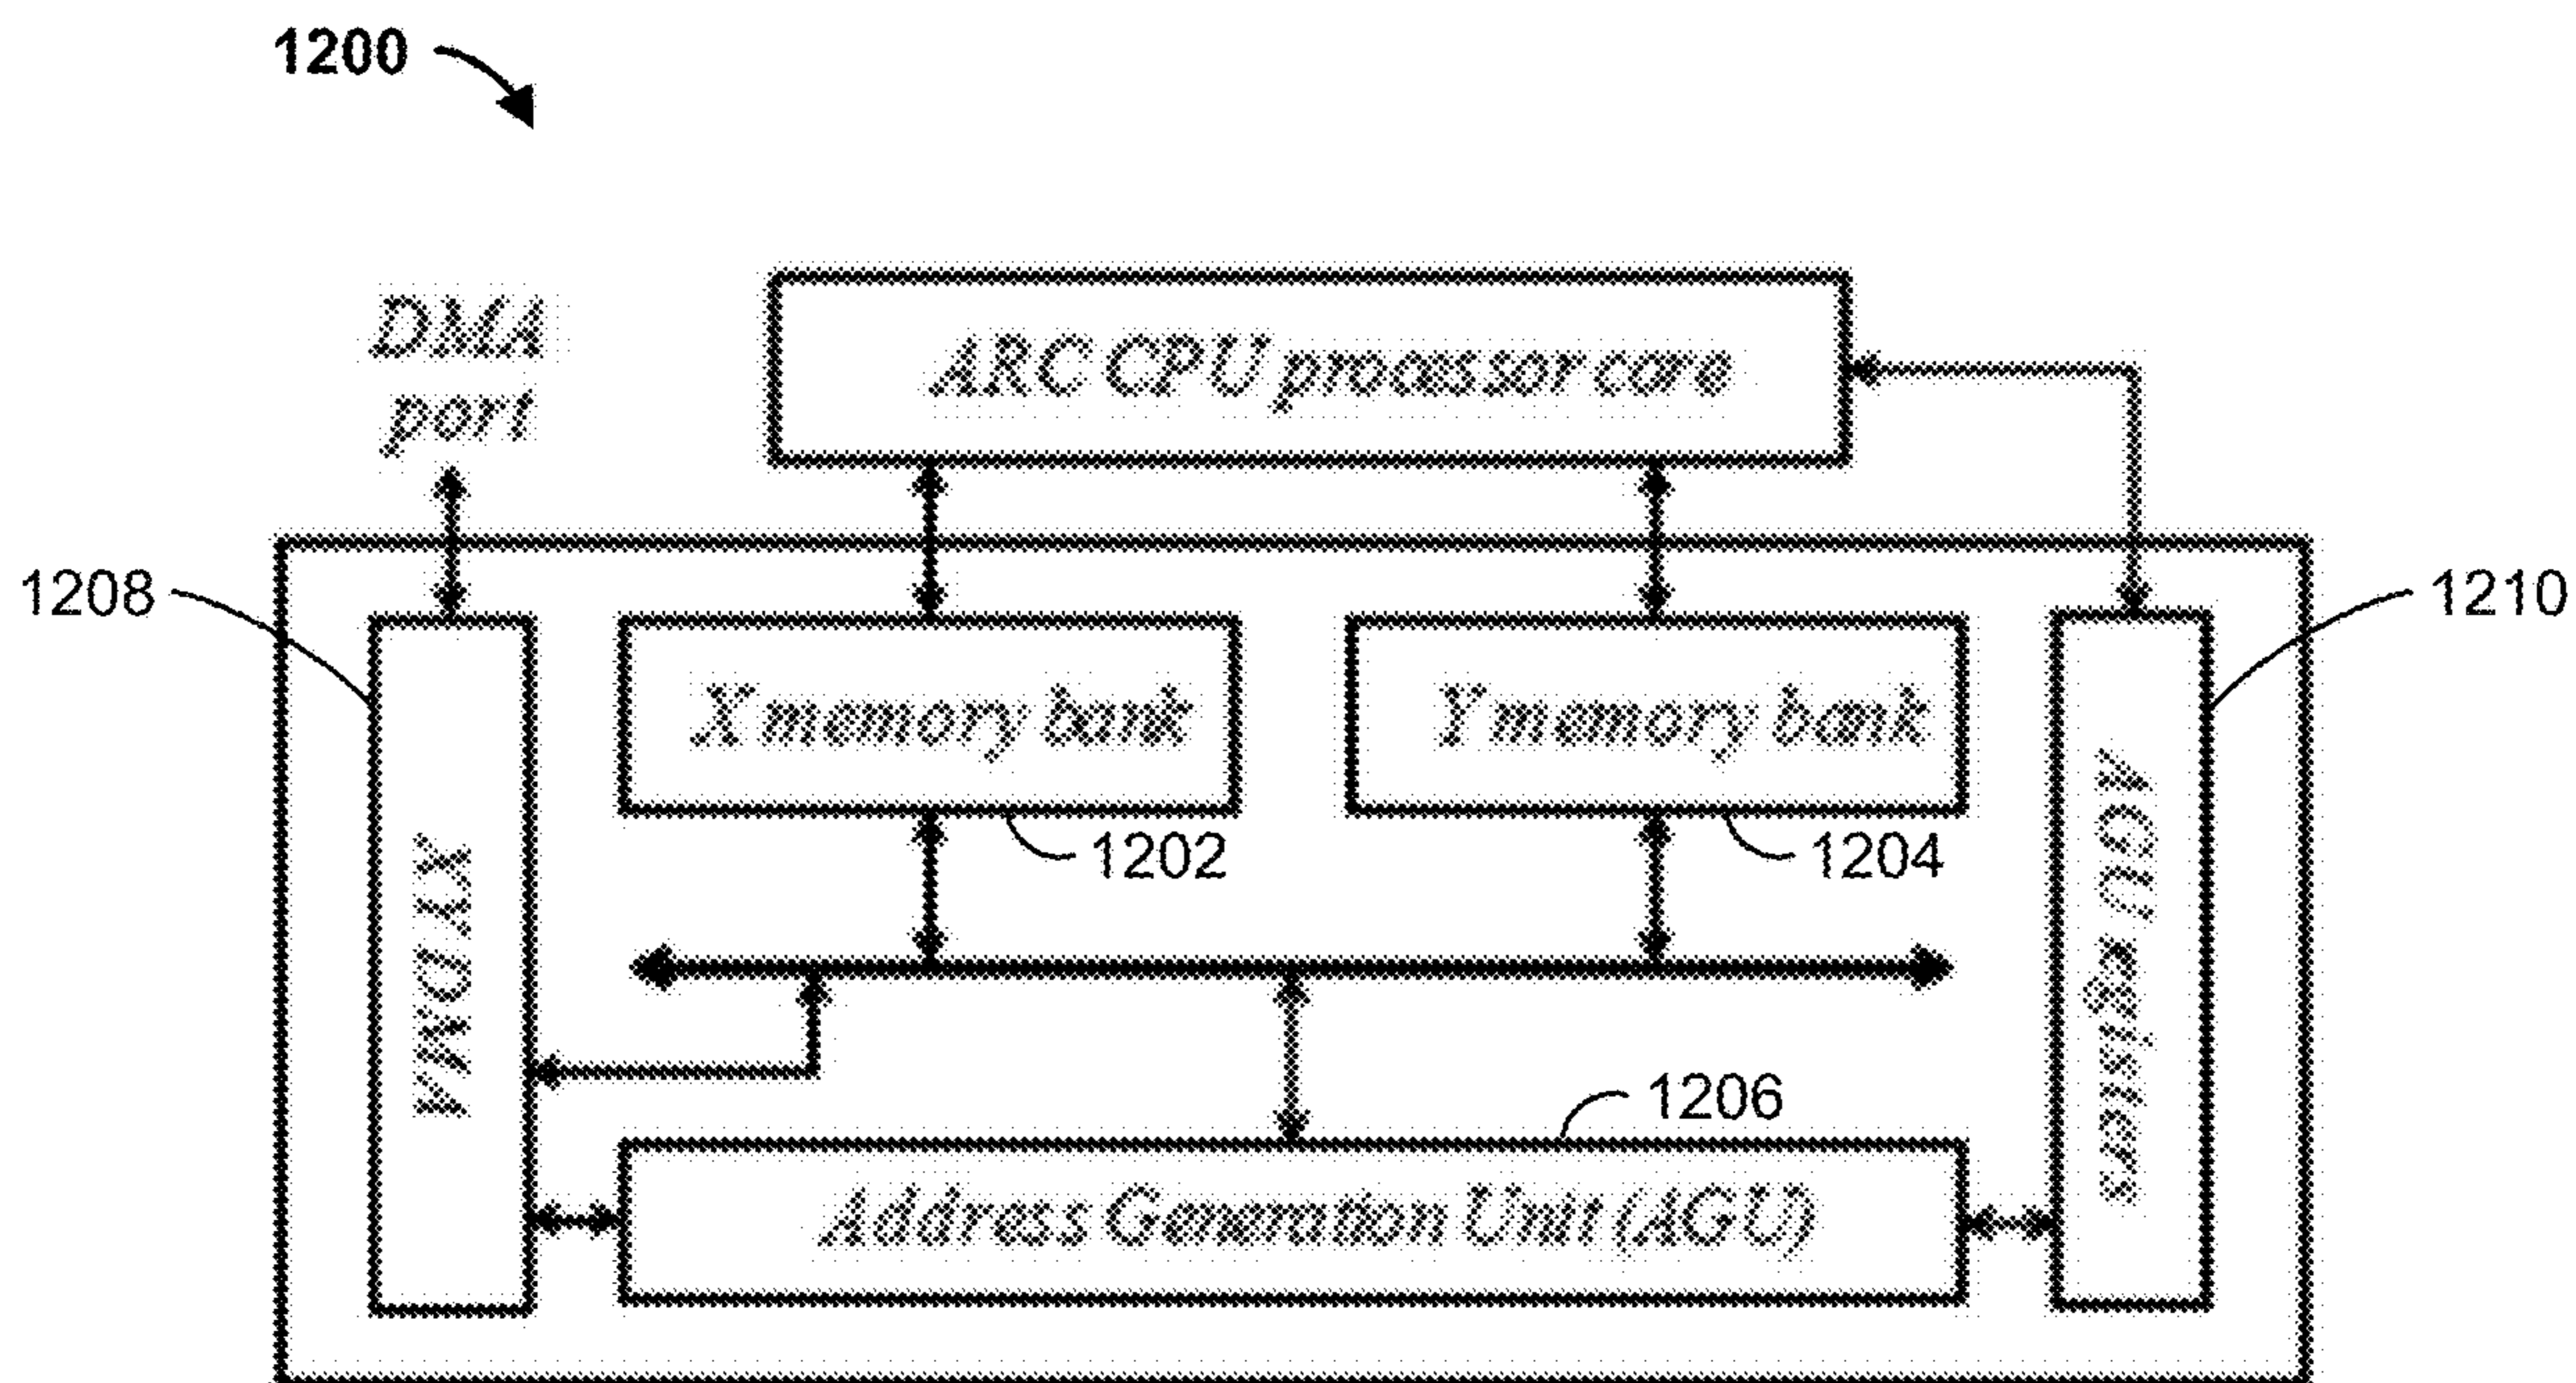 1200
DMA
port
ARC CPU processor core
1208
1210
X memory bank
Y memory bank
1202
1204
XY DMA
AGU registers
1206
Address Generation Unit (AGU)